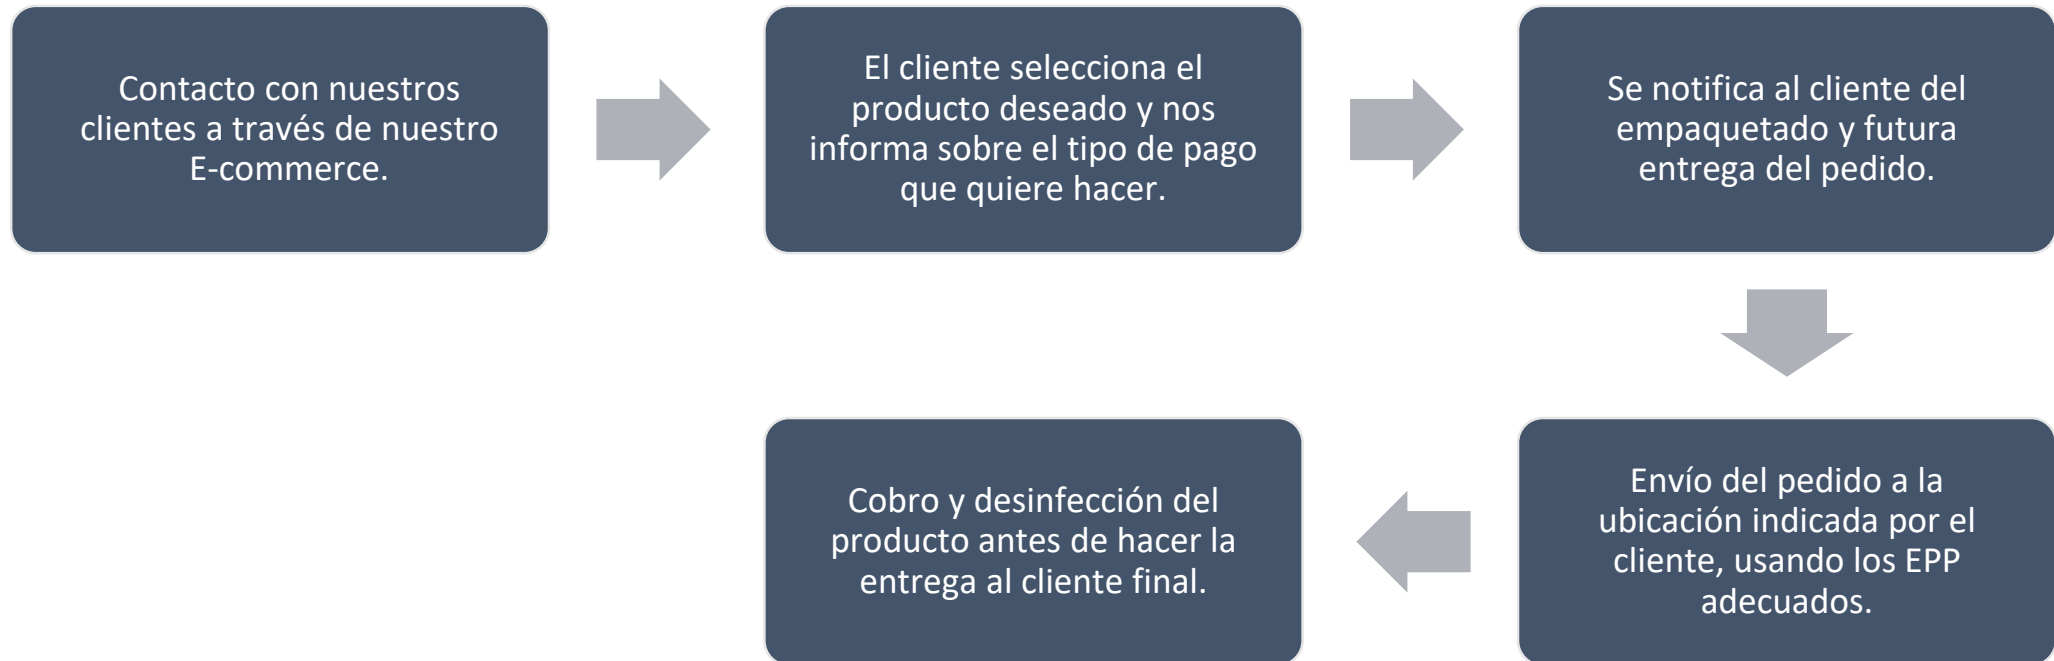 Contacto con nuestros
clientes a través de nuestro
E-commerce.
El cliente selecciona el
producto deseado y nos
informa sobre el tipo de pago
que quiere hacer.
Se notifica al cliente del
empaquetado y futura
entrega del pedido.
Envío del pedido a la
ubicación indicada por el
cliente, usando los EPP
adecuados.
Cobro y desinfección del
producto antes de hacer la
entrega al cliente final.